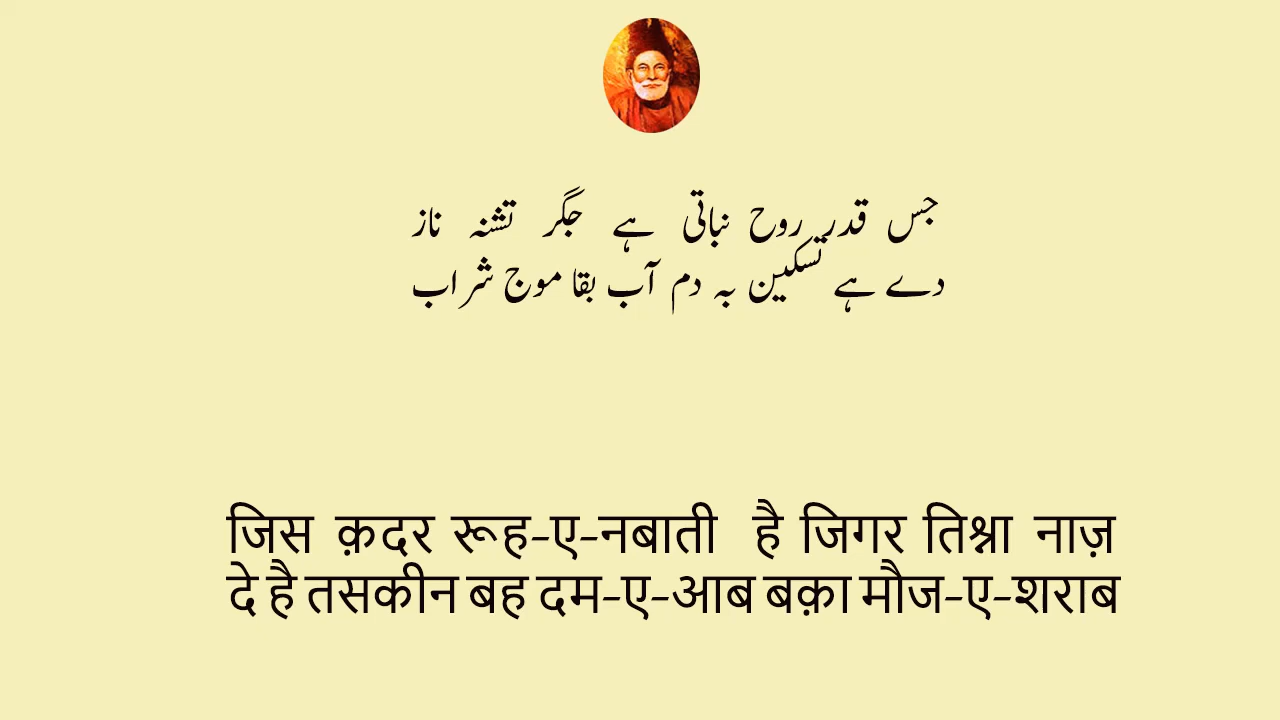 جس قدر روح نباتی ہے جگر تشنہ ناز
دے ہے تسکین بہ دم آب بقا موج شراب
जिस क़दर रूह-ए-नबाती है जिगर तिश्ना नाज़
दे है तसकीन बह दम-ए-आब बक़ा मौज-ए-शराब